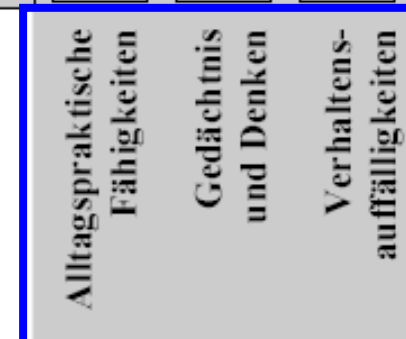 Alltagspraktische
Fähigkeiten
Gedächtnis
und Denken
Verhaltens-
auffälligkeiten